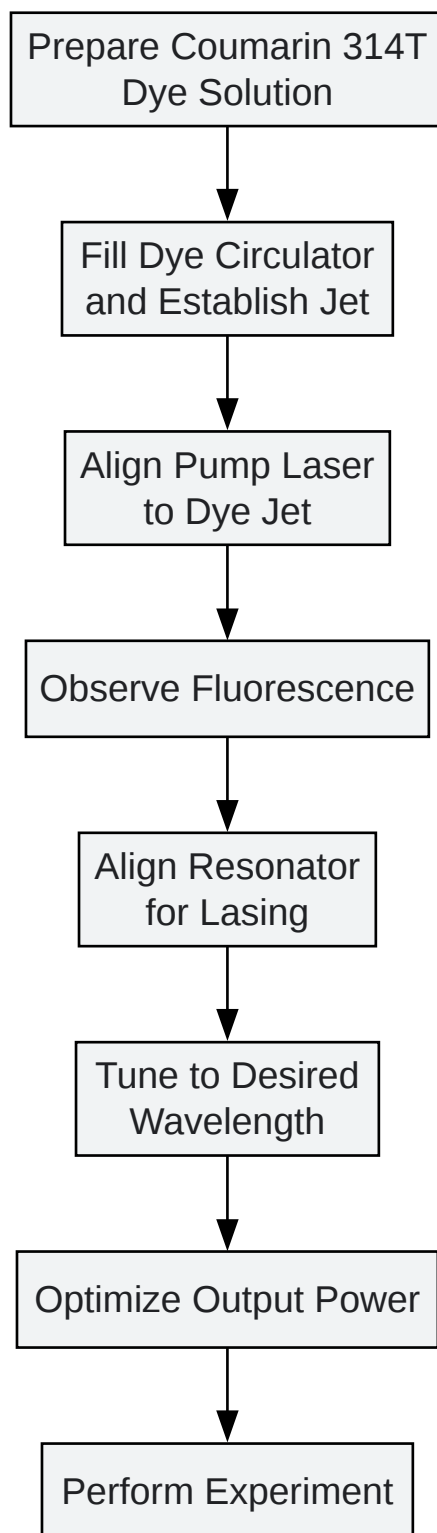 Prepare Coumarin 314T
Dye Solution
Fill Dye Circulator
and Establish Jet
Align Pump Laser
to Dye Jet
Observe Fluorescence
Align Resonator
for Lasing
Tune to Desired
Wavelength
Optimize Output Power
Perform Experiment